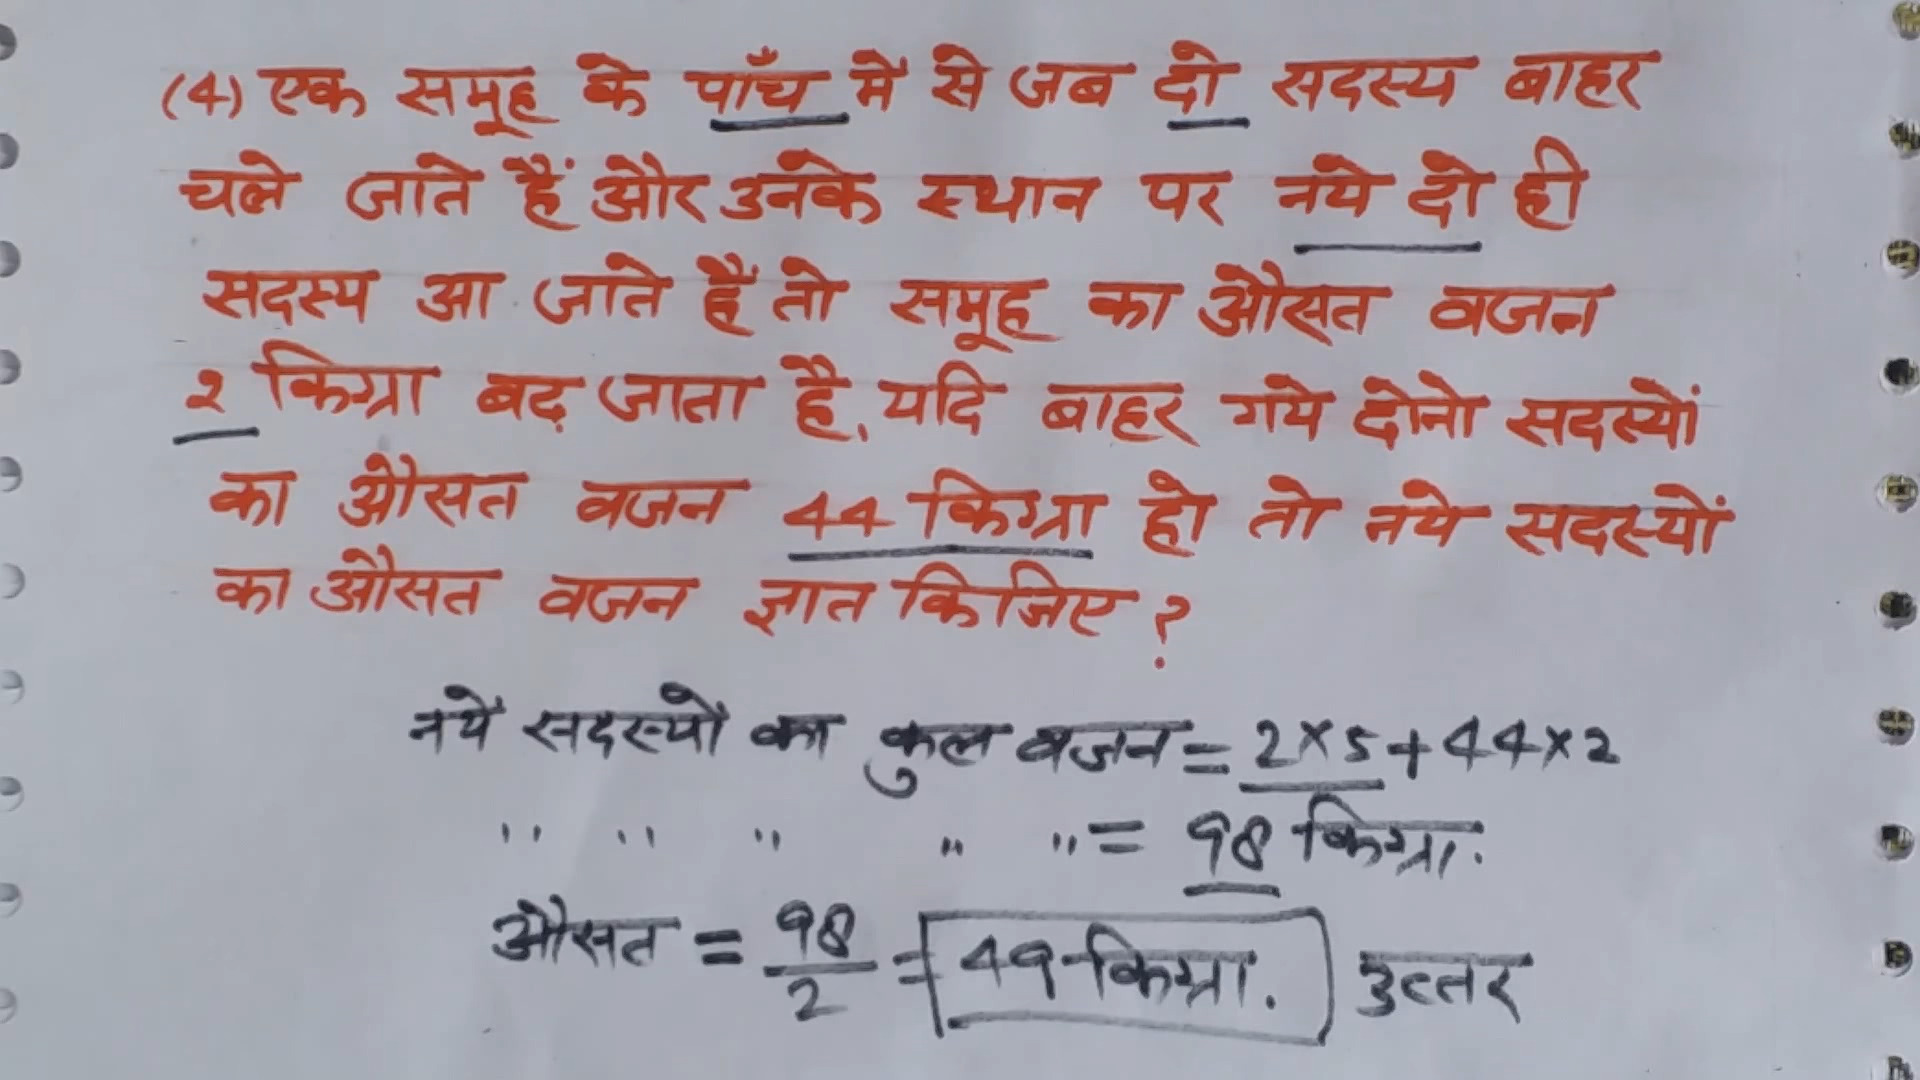 (4) एक समूह के पाँच में से जब दो सदस्य बाहर
चले जाते हैं और उनके स्थान पर नये दो ही
सदस्य आ जाते हैं तो समूह का औसत वजन
२ किग्रा बढ़ जाता है, यदि बाहर गये दोनो सदस्यों
का औसत वजन 44 किग्रा हो तो नये सदस्यों
का औसत वजन ज्ञात किजिए ?
नये सदस्यों का कुल वजन = 2×5+44×2
" " " " " = 98 किग्रा.
औसत = 98/2 = 49 किग्रा. उत्तर